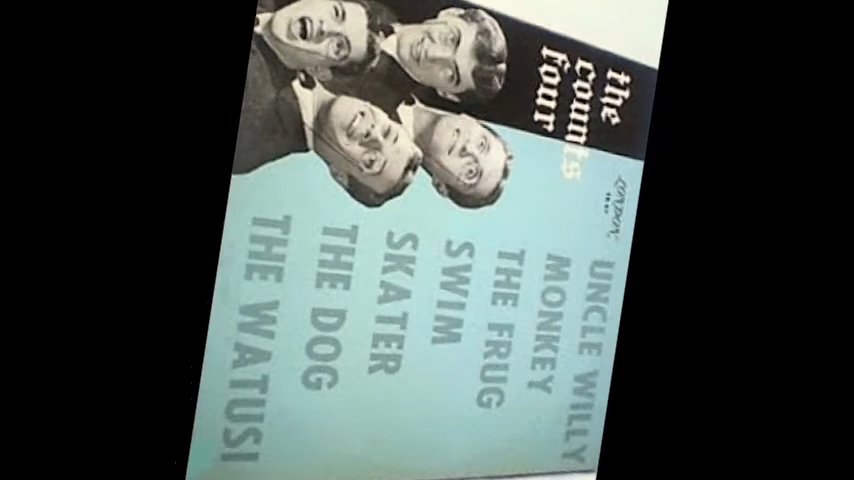 the
counts
four
LONDON
UNCLE WILLY
MONKEY
THE FRUG
SWIM
SKATER
THE DOG
THE WATUSI